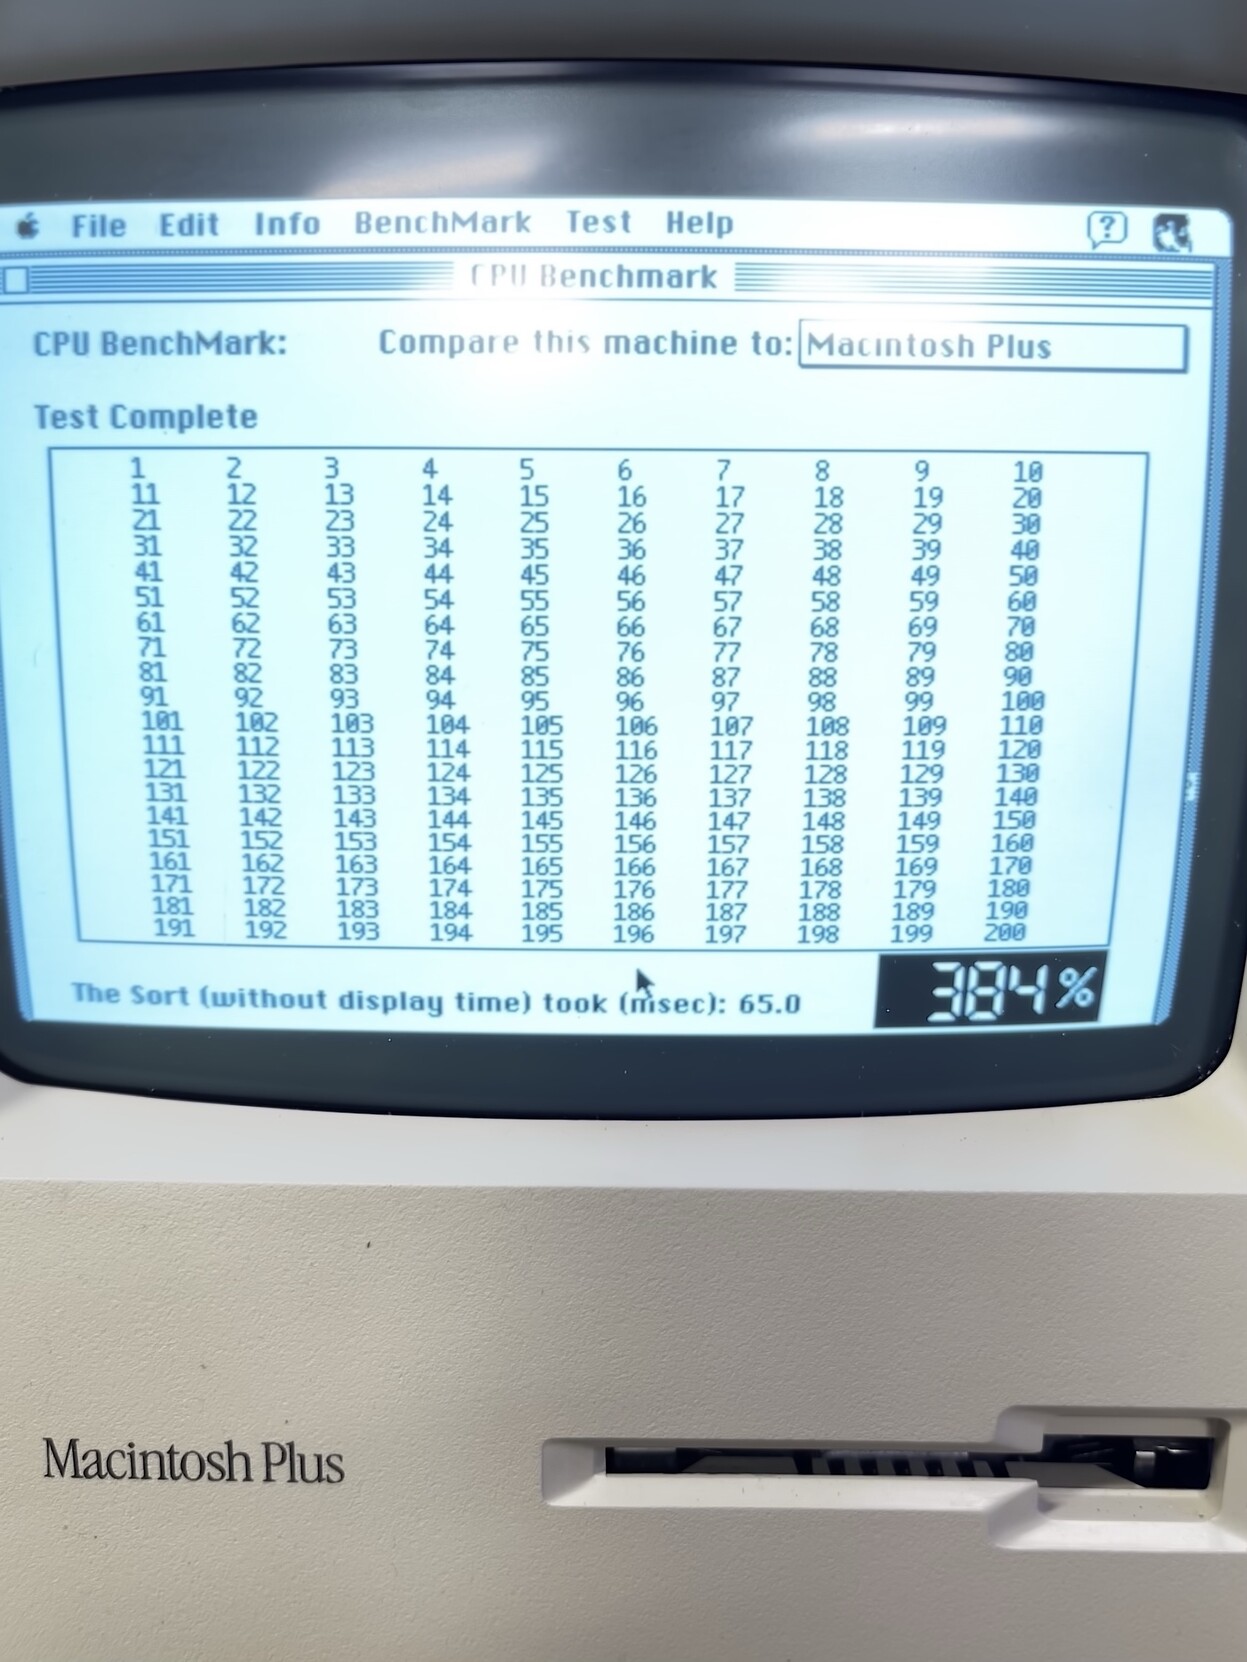 File Edit Info BenchMark Test Help
CPU Benchmark
CPU BenchMark: Compare this machine to: Macintosh Plus
Test Complete
1 2 3 4 5 6 7 8 9 10
11 12 13 14 15 16 17 18 19 20
21 22 23 24 25 26 27 28 29 30
31 32 33 34 35 36 37 38 39 40
41 42 43 44 45 46 47 48 49 50
51 52 53 54 55 56 57 58 59 60
61 62 63 64 65 66 67 68 69 70
71 72 73 74 75 76 77 78 79 80
81 82 83 84 85 86 87 88 89 90
91 92 93 94 95 96 97 98 99 100
101 102 103 104 105 106 107 108 109 110
111 112 113 114 115 116 117 118 119 120
121 122 123 124 125 126 127 128 129 130
131 132 133 134 135 136 137 138 139 140
141 142 143 144 145 146 147 148 149 150
151 152 153 154 155 156 157 158 159 160
161 162 163 164 165 166 167 168 169 170
171 172 173 174 175 176 177 178 179 180
181 182 183 184 185 186 187 188 189 190
191 192 193 194 195 196 197 198 199 200
The Sort (without display time) took (msec): 65.0 384%
Macintosh Plus